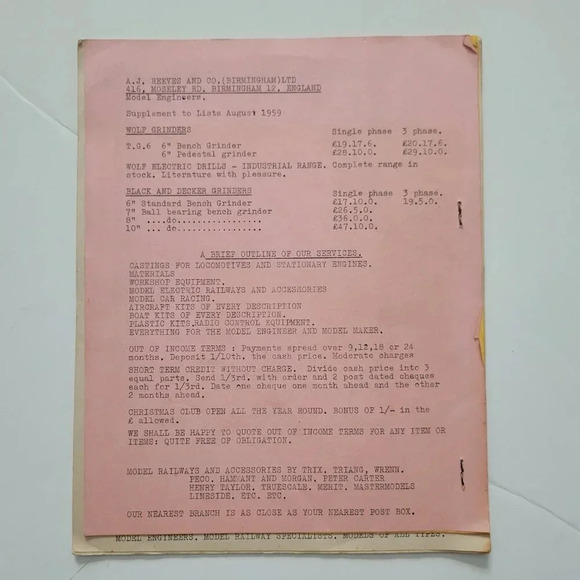 A.J. REEVES AND CO.(BIRMINGHAM)LTD
416, MOSELEY RD, BIRMINGHAM 12, ENGLAND
Model Engineers.
Supplement to Lists August 1959
WOLF GRINDERS Single phase 3 phase.
T.G.6 6" Bench Grinder £19.17.6. £20.17.6.
6" Pedestal grinder £28.10.0. £29.10.0.
WOLF ELECTRIC DRILLS - INDUSTRIAL RANGE. Complete range in
stock. Literature with pleasure.
BLACK AND DECKER GRINDERS Single phase 3 phase.
6" Standard Bench Grinder £17.10.0. 19.5.0.
7" Ball bearing bench grinder £26.5.0.
8" ....do................. £36.0.0.
10" ... do................. £47.10.0.
A BRIEF OUTLINE OF OUR SERVICES.
CASTINGS FOR LOCOMOTIVES AND STATIONARY ENGINES.
MATERIALS
WORKSHOP EQUIPMENT.
MODEL ELECTRIC RAILWAYS AND ACCESSORIES
MODEL CAR RACING.
AIRCRAFT KITS OF EVERY DESCRIPTION
BOAT KITS OF EVERY DESCRIPTION.
PLASTIC KITS.RADIO CONTROL EQUIPMENT.
EVERYTHING FOR THE MODEL ENGINEER AND MODEL MAKER.
OUT OF INCOME TERMS : Payments spread over 9,12,18 or 24
months. Deposit 1/10th. the cash price. Moderate charges
SHORT TERM CREDIT WITHOUT CHARGE. Divide cash price into 3
equal parts. Send 1/3rd. with order and 2 post dated cheques
each for 1/3rd. Date one cheque one month ahead and the other
2 months ahead.
CHRISTMAS CLUB OPEN ALL THE YEAR ROUND. BONUS OF 1/- in the
£ allowed.
WE SHALL BE HAPPY TO QUOTE OUT OF INCOME TERMS FOR ANY ITEM OR
ITEMS: QUITE FREE OF OBLIGATION.
MODEL RAILWAYS AND ACCESSORIES BY TRIX. TRIANG, WRENN.
PECO. HAMBANT AND MORGAN. PETER CARTER
HENRY TAYLOR. TRUESCALE. MERIT. MASTERMODELS
LINESIDE. ETC. ETC.
OUR NEAREST BRANCH IS AS CLOSE AS YOUR NEAREST POST BOX.
MODEL ENGINEERS. MODEL RAILWAY SPECIALISTS. MODELS OF ALL TYPES.